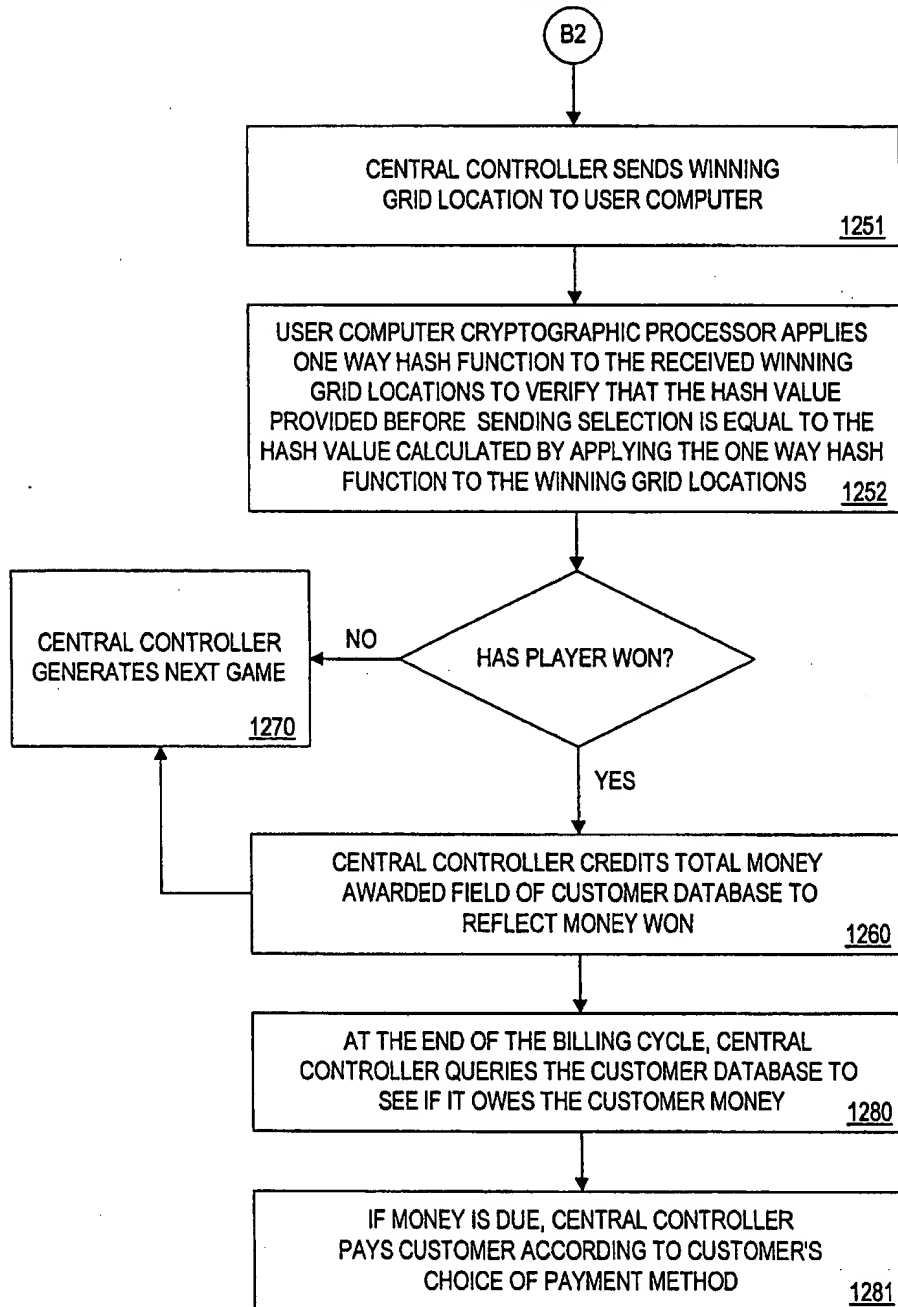 B2
CENTRAL CONTROLLER SENDS WINNING
GRID LOCATION TO USER COMPUTER
1251
USER COMPUTER CRYPTOGRAPHIC PROCESSOR APPLIES
ONE WAY HASH FUNCTION TO THE RECEIVED WINNING
GRID LOCATIONS TO VERIFY THAT THE HASH VALUE
PROVIDED BEFORE SENDING SELECTION IS EQUAL TO THE
HASH VALUE CALCULATED BY APPLYING THE ONE WAY HASH
FUNCTION TO THE WINNING GRID LOCATIONS
1252
CENTRAL CONTROLLER
GENERATES NEXT GAME
1270
NO
HAS PLAYER WON?
YES
CENTRAL CONTROLLER CREDITS TOTAL MONEY
AWARDED FIELD OF CUSTOMER DATABASE TO
REFLECT MONEY WON
1260
AT THE END OF THE BILLING CYCLE, CENTRAL
CONTROLLER QUERIES THE CUSTOMER DATABASE TO
SEE IF IT OWES THE CUSTOMER MONEY
1280
IF MONEY IS DUE, CENTRAL CONTROLLER
PAYS CUSTOMER ACCORDING TO CUSTOMER'S
CHOICE OF PAYMENT METHOD
1281